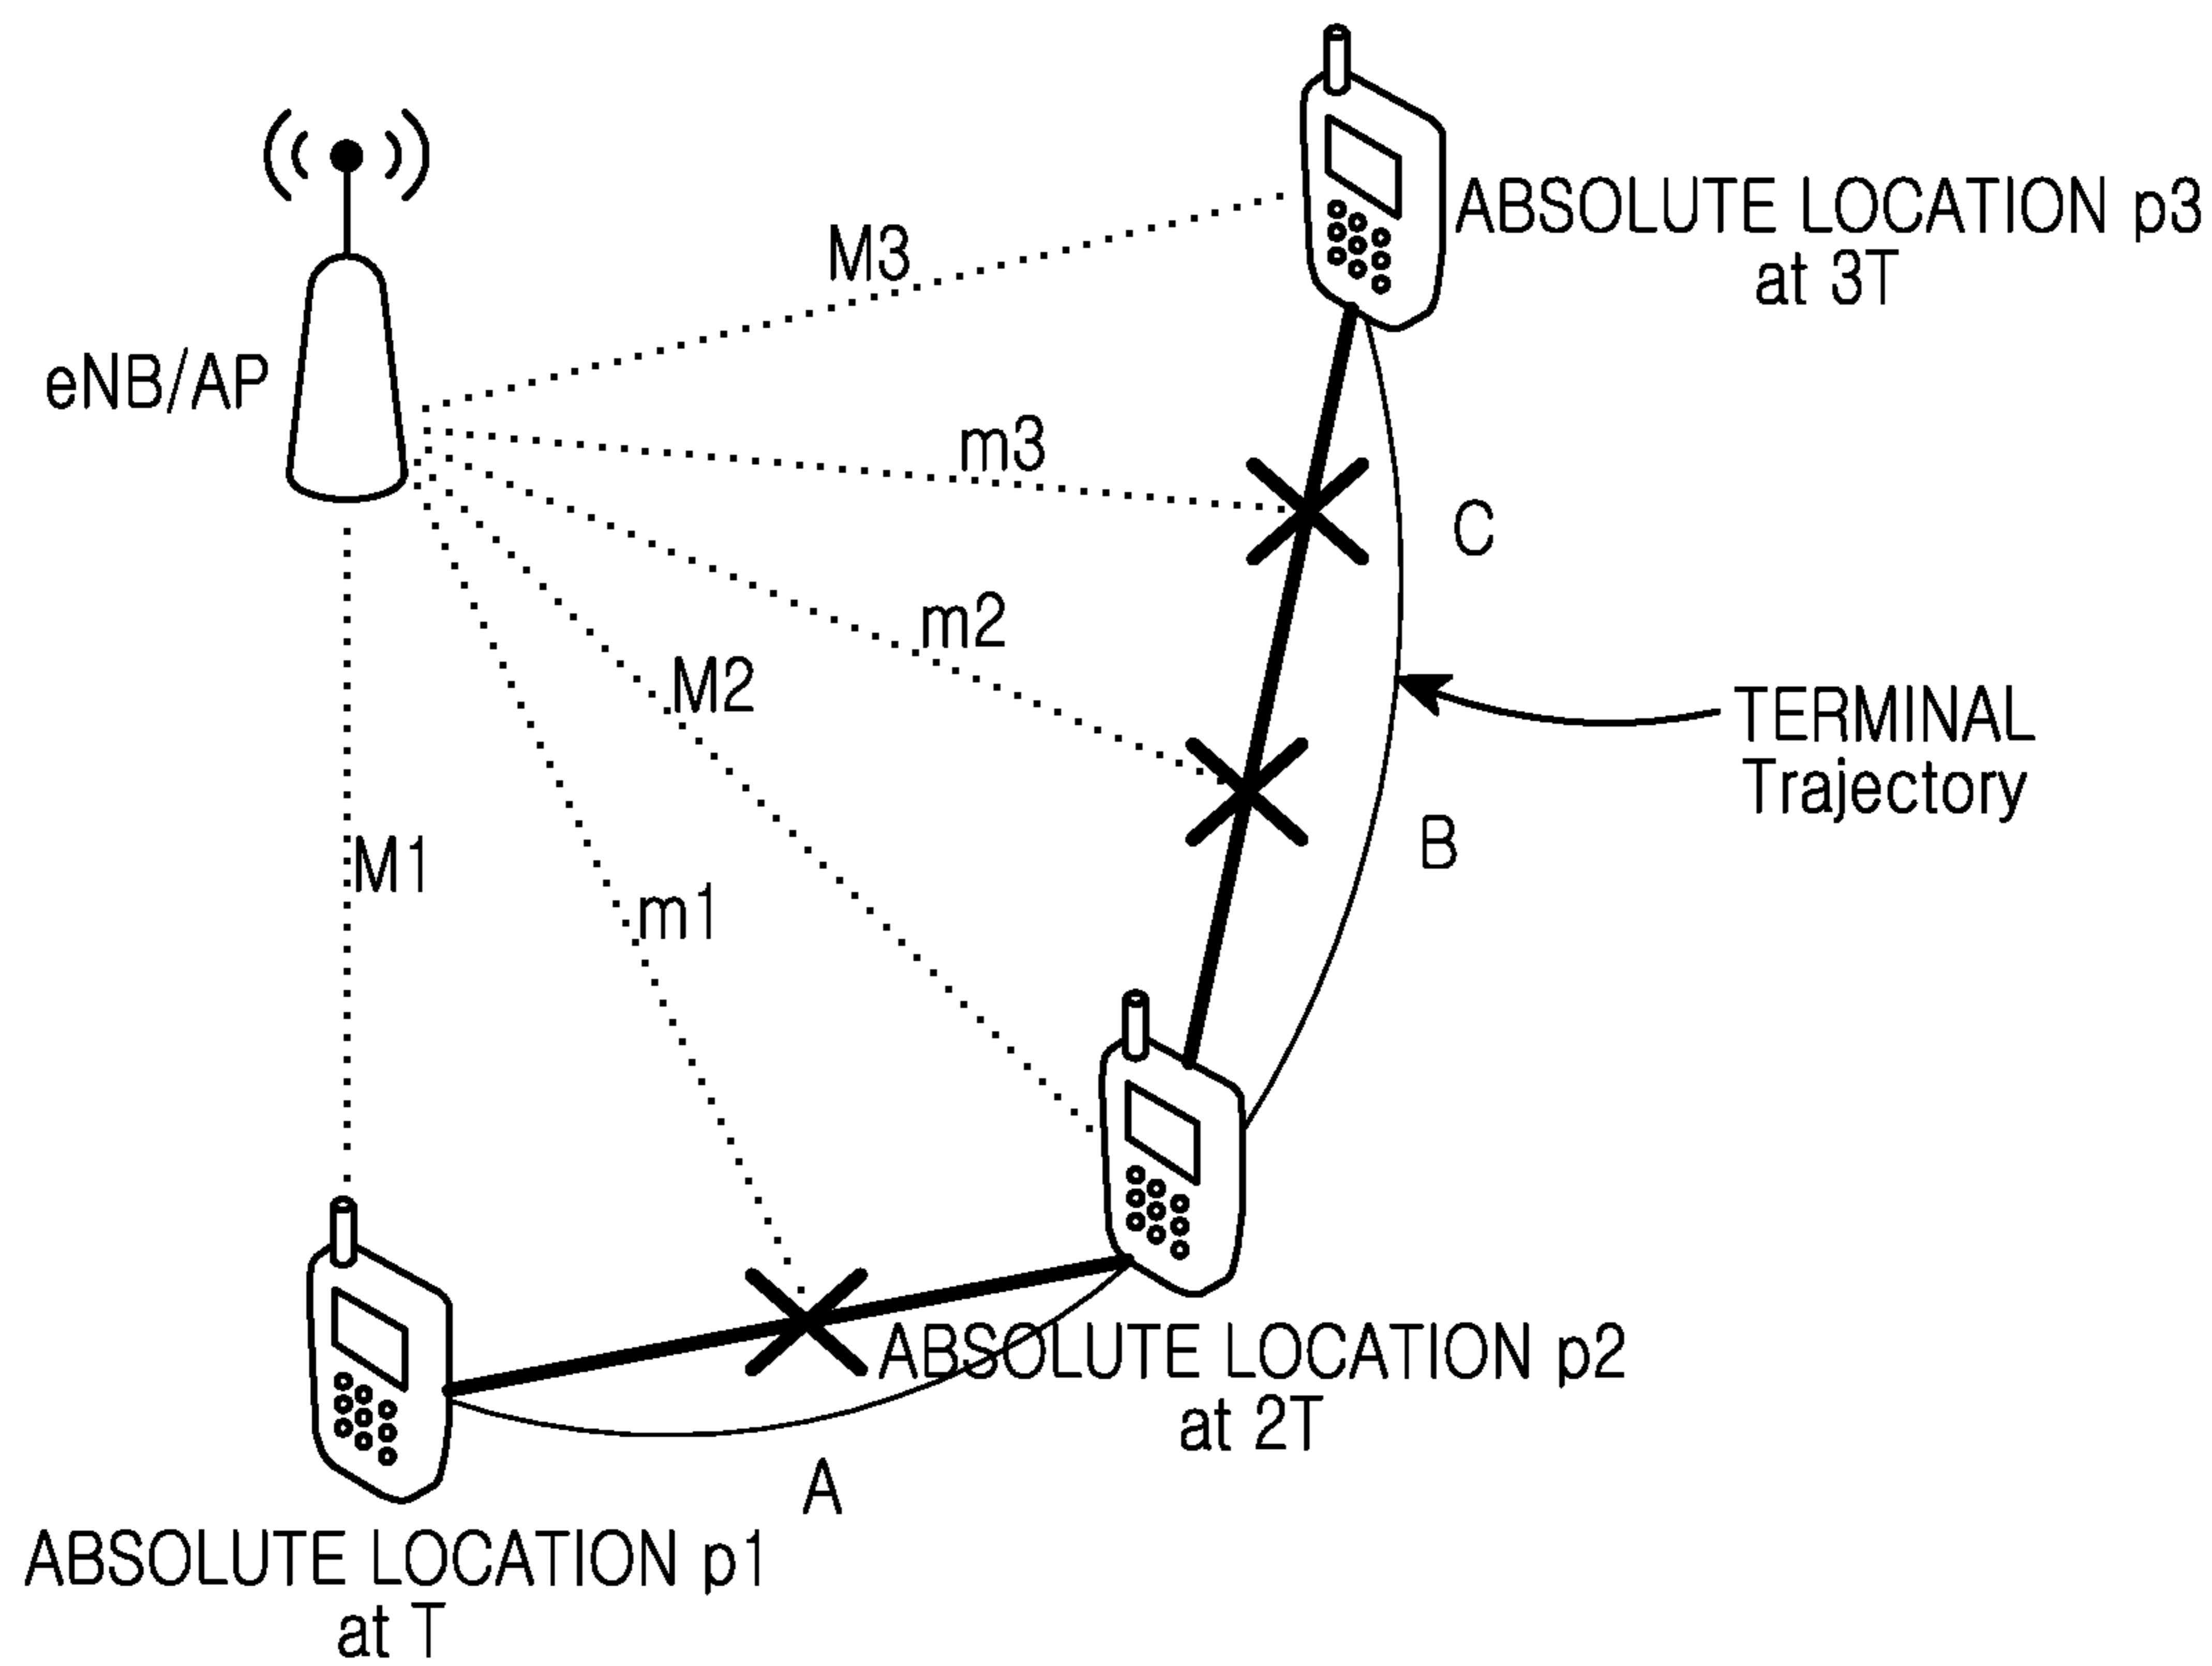 ABSOLUTE LOCATION p3
at 3T
M3
eNB/AP
m3
C
m2
M2
TERMINAL
Trajectory
M1
B
m1
ABSOLUTE LOCATION p2
at 2T
A
ABSOLUTE LOCATION p1
at T